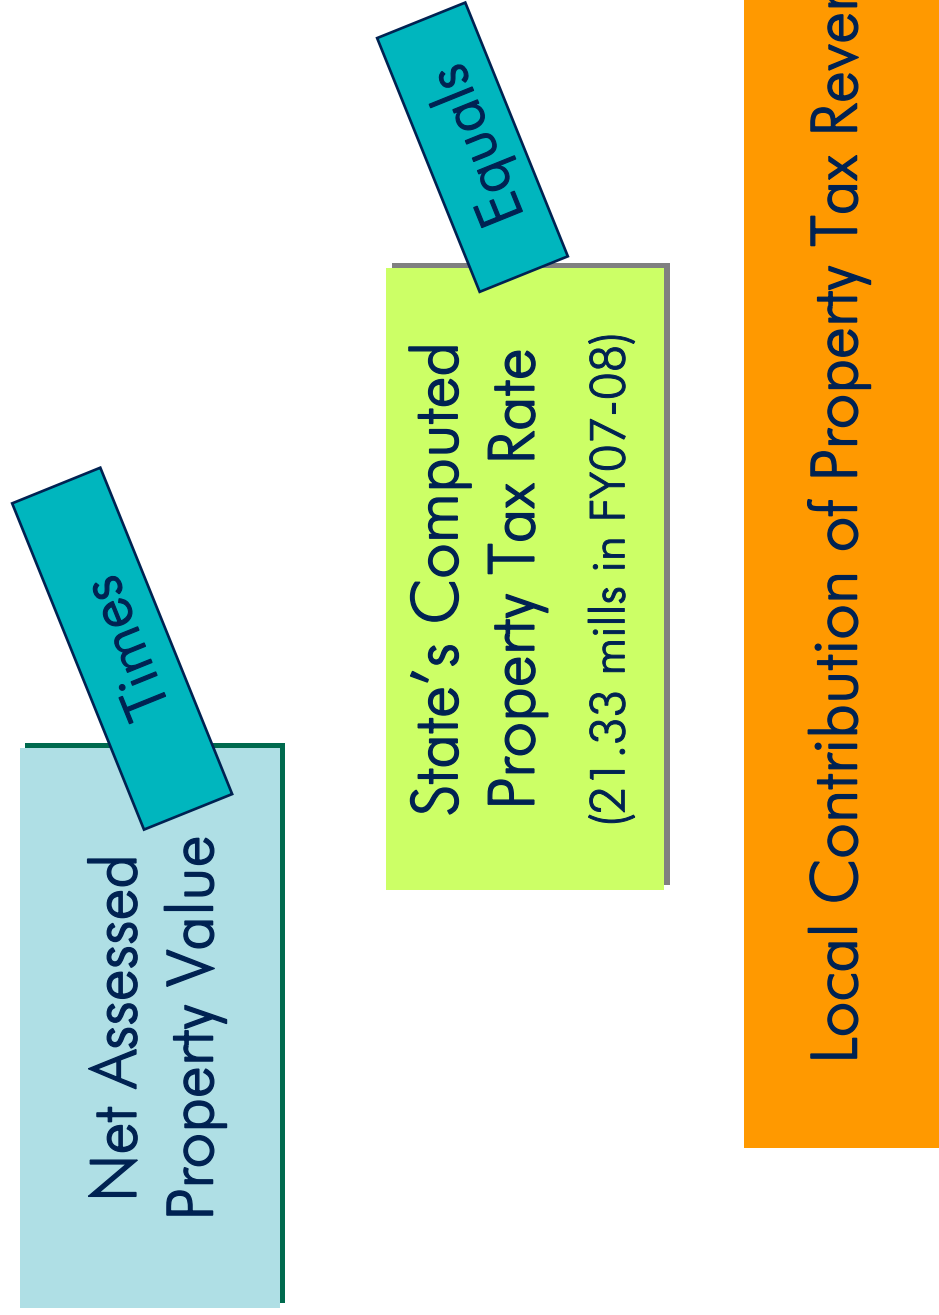 Net Assessed
Property Value
Times
State's Computed
Property Tax Rate
(21.33 mills in FY07-08)
Equals
Local Contribution of Property Tax